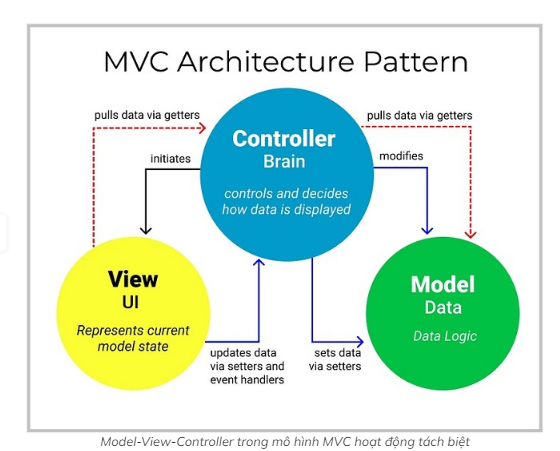 MVC Architecture Pattern
pulls data via getters
pulls data via getters
Controller
Brain
controls and decides
how data is displayed
initiates
modifies
View
UI
Represents current
model state
Model
Data
Data Logic
updates data
via setters and
event handlers
sets data
via setters
Model-View-Controller trong mô hình MVC hoạt động tách biệt